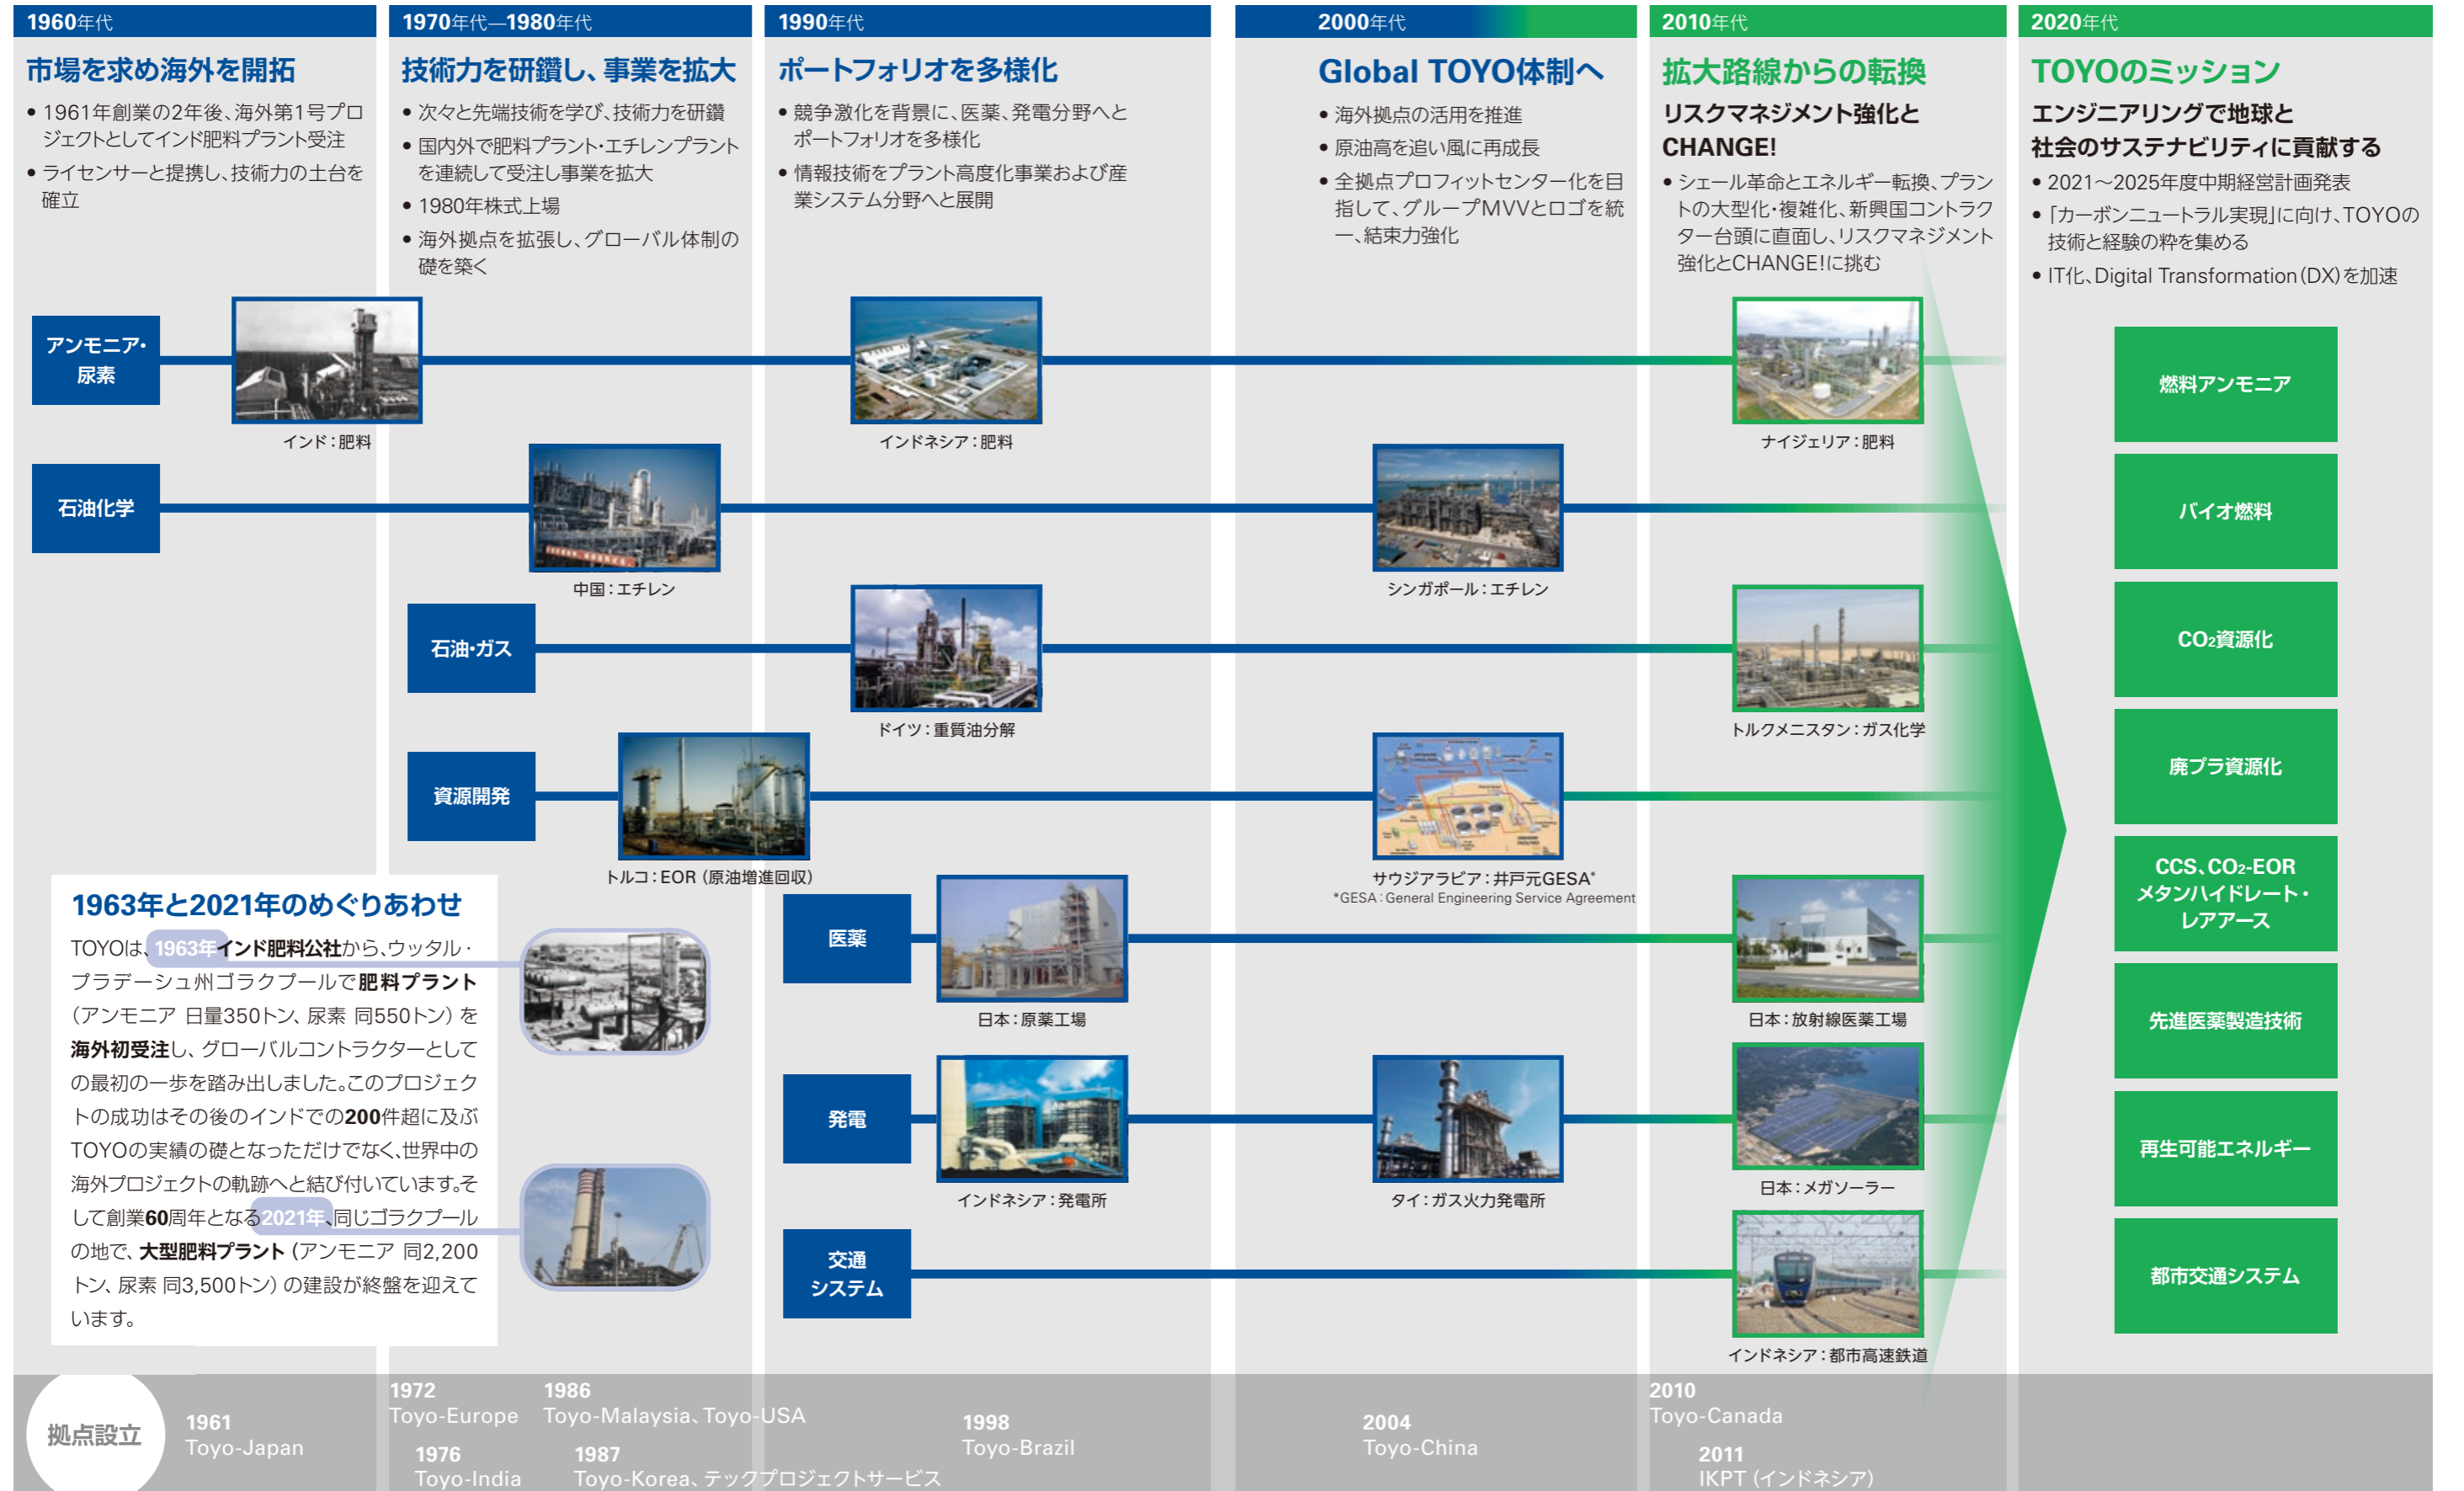 1960年代
市場を求め海外を開拓
• 1961年創業の2年後、海外第1号プロ
ジェクトとしてインド肥料プラント受注
• ライセンサーと提携し、技術力の土台を
確立
1970年代—1980年代
技術力を研鑽し、事業を拡大
• 次々と先端技術を学び、技術力を研鑽
• 国内外で肥料プラント・エチレンプラント
を連続して受注し事業を拡大
• 1980年株式上場
• 海外拠点を拡張し、グローバル体制の
礎を築く
1990年代
ポートフォリオを多様化
• 競争激化を背景に、医薬、発電分野へと
ポートフォリオを多様化
• 情報技術をプラント高度化事業および産
業システム分野へと展開
2000年代
Global TOYO体制へ
• 海外拠点の活用を推進
• 原油高を追い風に再成長
• 全拠点プロフィットセンター化を目
指して、グループMVVとロゴを統
一、結束力強化
2010年代
拡大路線からの転換
リスクマネジメント強化と
CHANGE!
• シェール革命とエネルギー転換、プラン
トの大型化・複雑化、新興国コントラク
ター台頭に直面し、リスクマネジメント
強化とCHANGE!に挑む
2020年代
TOYOのミッション
エンジニアリングで地球と
社会のサステナビリティに貢献する
• 2021～2025年度中期経営計画発表
• 「カーボンニュートラル実現」に向け、TOYOの
技術と経験の粋を集める
• IT化、Digital Transformation（DX）を加速
アンモニア・
尿素
インド：肥料
インドネシア：肥料
ナイジェリア：肥料
石油化学
中国：エチレン
シンガポール：エチレン
石油・ガス
ドイツ：重質油分解
トルクメニスタン：ガス化学
資源開発
トルコ：EOR（原油増進回収）
サウジアラビア：井戸元GESA*
*GESA：General Engineering Service Agreement
医薬
日本：原薬工場
日本：放射線医薬工場
発電
インドネシア：発電所
タイ：ガス火力発電所
日本：メガソーラー
交通
システム
インドネシア：都市高速鉄道
燃料アンモニア
バイオ燃料
CO₂資源化
廃プラ資源化
CCS、CO₂-EOR
メタンハイドレート・
レアアース
先進医薬製造技術
再生可能エネルギー
都市交通システム
1963年と2021年のめぐりあわせ
TOYOは、1963年インド肥料公社から、ウッタル・
プラデーシュ州ゴラクプールで肥料プラント
（アンモニア 日量350トン、尿素 同550トン）を
海外初受注し、グローバルコントラクターとして
の最初の一歩を踏み出しました。このプロジェク
トの成功はその後のインドでの200件超に及ぶ
TOYOの実績の礎となっただけでなく、世界中の
海外プロジェクトの軌跡へと結び付いています。そ
して創業60周年となる2021年、同じゴラクプール
の地で、大型肥料プラント（アンモニア 同2,200
トン、尿素 同3,500トン）の建設が終盤を迎えて
います。
拠点設立
1961
Toyo-Japan
1972
Toyo-Europe
1976
Toyo-India
1986
Toyo-Malaysia、Toyo-USA
1987
Toyo-Korea、テックプロジェクトサービス
1998
Toyo-Brazil
2004
Toyo-China
2010
Toyo-Canada
2011
IKPT（インドネシア）